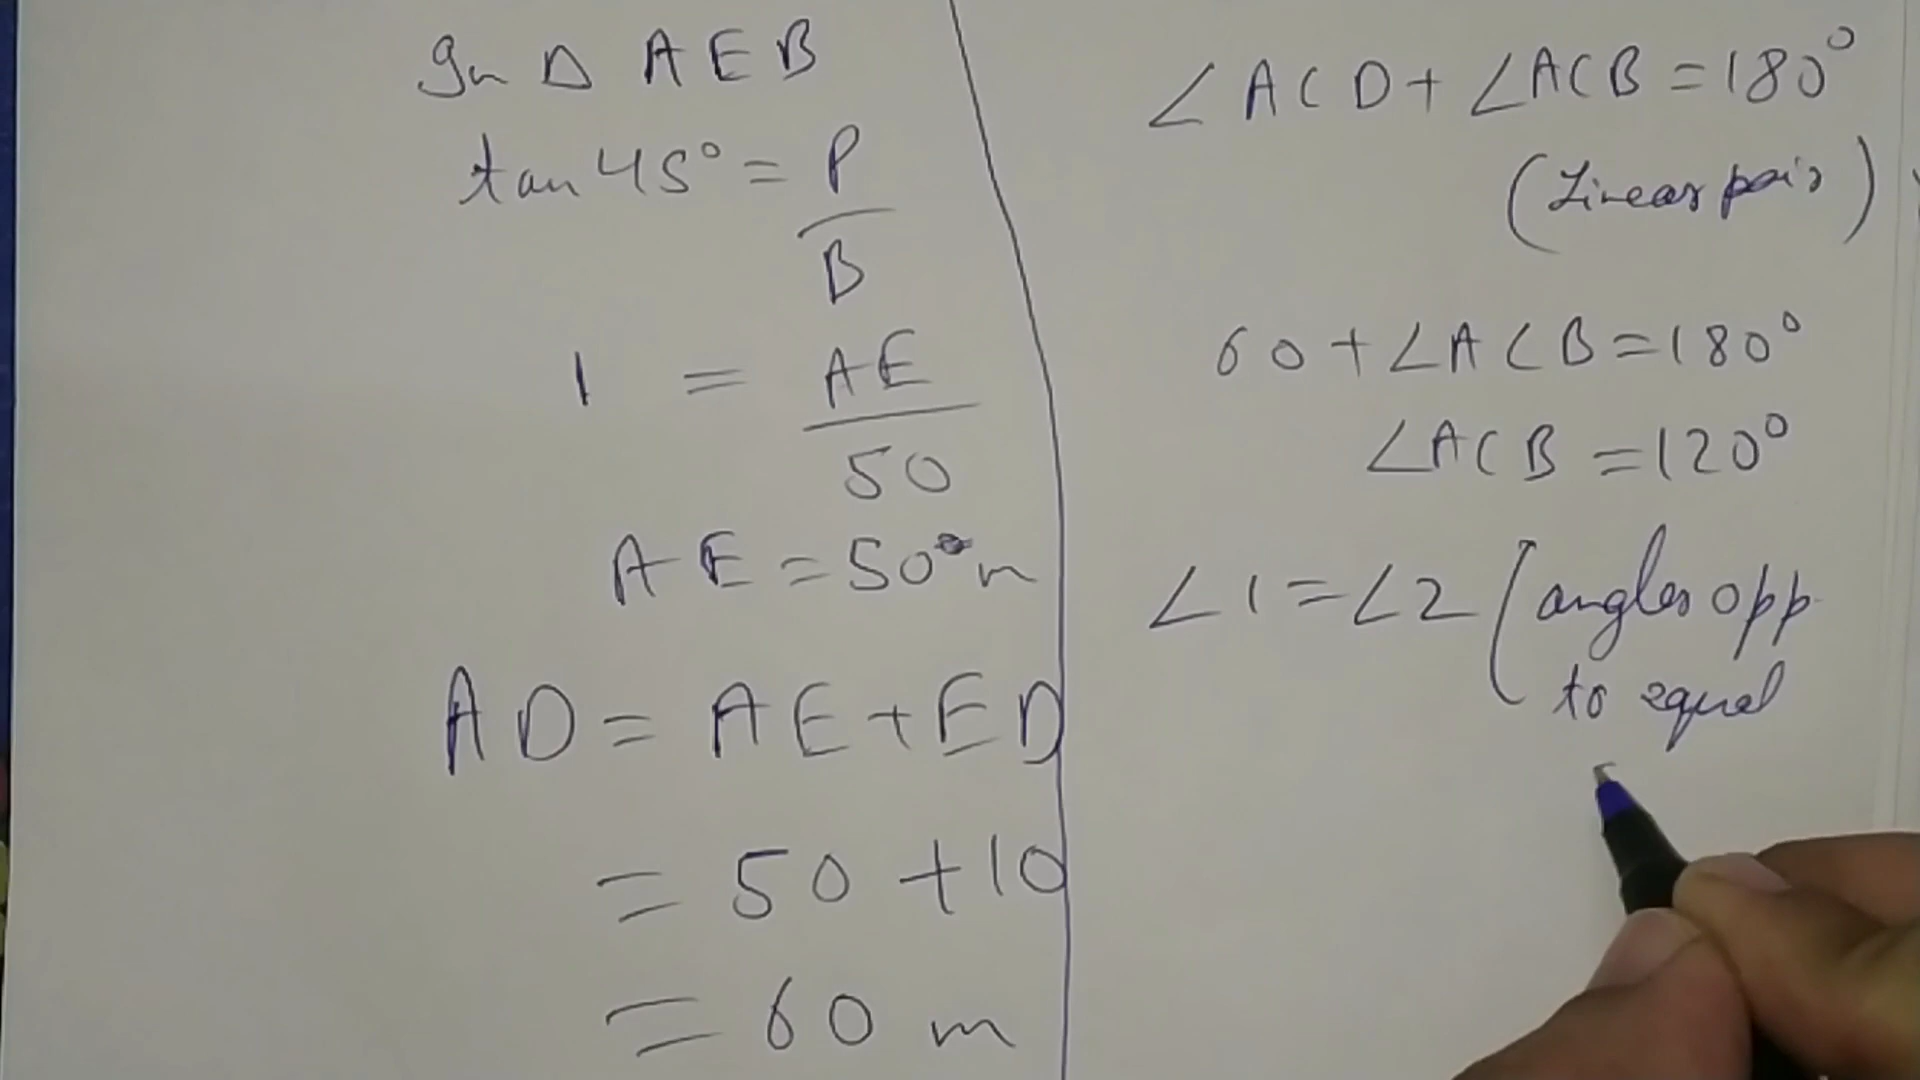 In Δ AEB
tan 45° = P
B
1 = AE
50
AE = 50 m
AD = AE + ED
= 50 + 10
= 60 m
∠ACD + ∠ACB = 180°
(Linear pair)
60 + ∠ACB = 180°
∠ACB = 120°
∠1 = ∠2 (angles opp
to equal